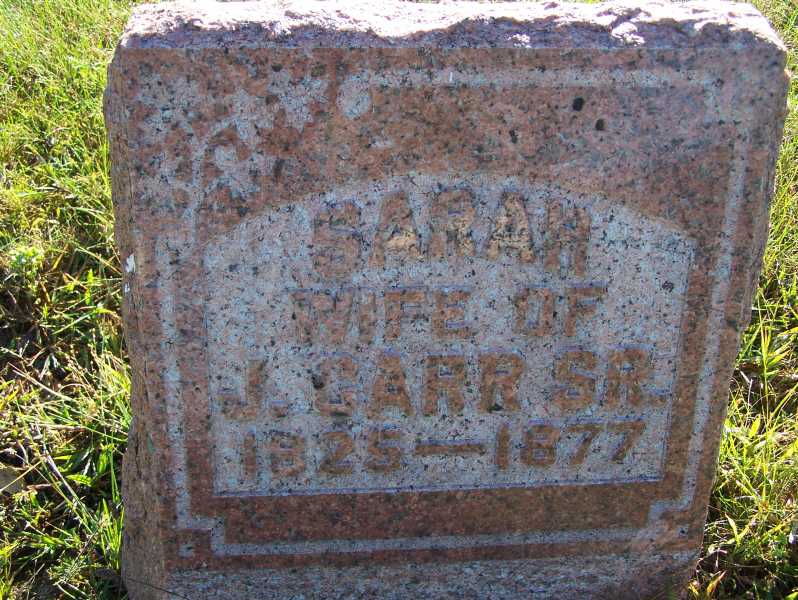 SARAH
WIFE OF
J. CARR SR.
1825—1877